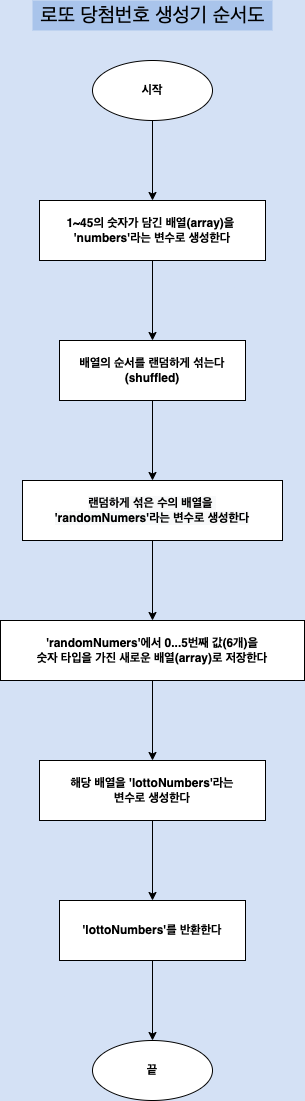 로또 당첨번호 생성기 순서도
시작
1~45의 숫자가 담긴 배열(array)을
'numbers'라는 변수로 생성한다
배열의 순서를 랜덤하게 섞는다
(shuffled)
랜덤하게 섞은 수의 배열을
'randomNumers'라는 변수로 생성한다
'randomNumers'에서 0...5번째 값(6개)을
숫자 타입을 가진 새로운 배열(array)로 저장한다
해당 배열을 'lottoNumbers'라는
변수로 생성한다
'lottoNumbers'를 반환한다
끝